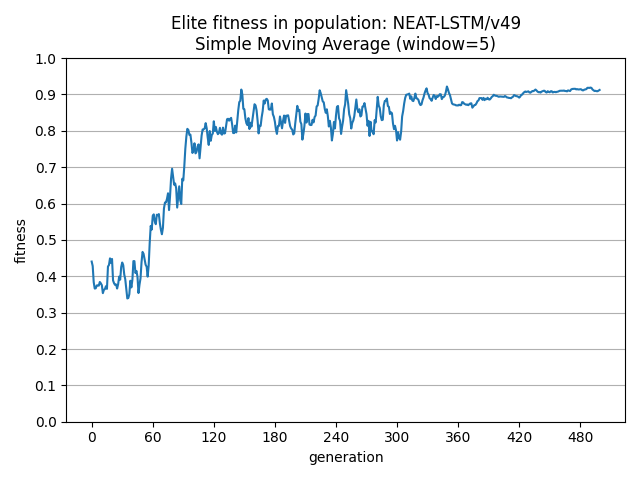 Elite fitness in population: NEAT-LSTM/v49
Simple Moving Average (window=5)
1.0
0.9
0.8
0.7
0.6
0.5
0.4
0.3
0.2
0.1
0.0
fitness
0 60 120 180 240 300 360 420 480
generation